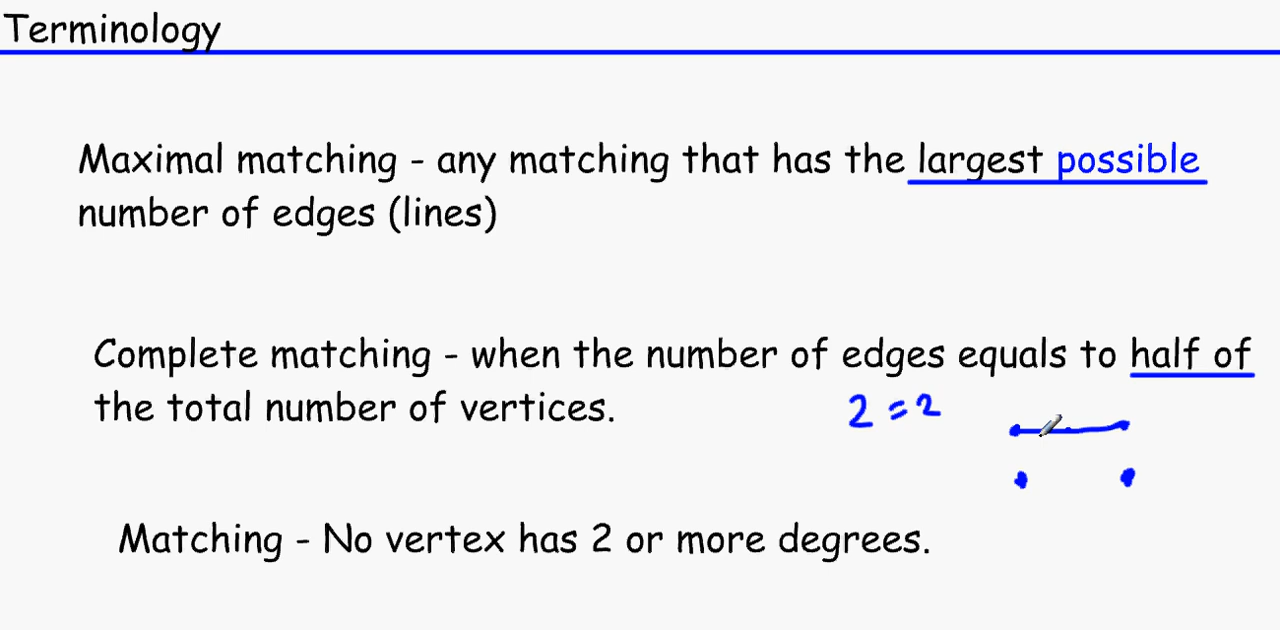 Terminology
Maximal matching - any matching that has the largest possible
number of edges (lines)
Complete matching - when the number of edges equals to half of
the total number of vertices.
2 = 2
Matching - No vertex has 2 or more degrees.